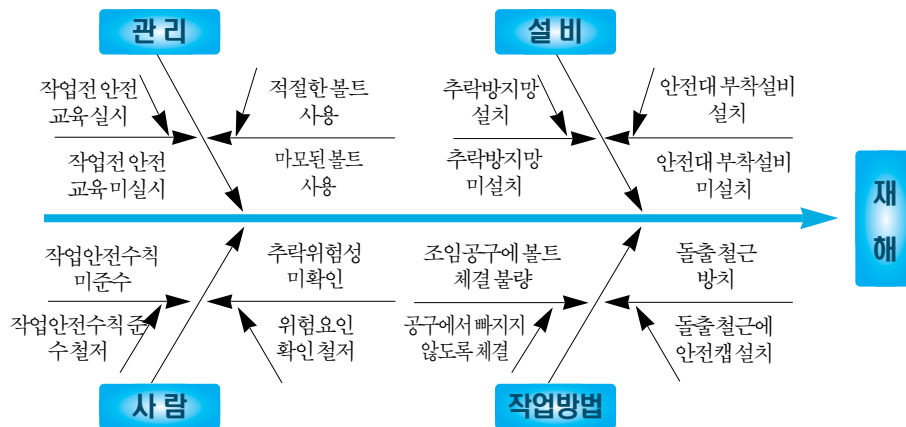 관리
설비
작업전 안전
교육 실시
적절한 볼트
사용
추락방지망
설치
안전대 부착설비
설치
작업전 안전
교육 미실시
마모된 볼트
사용
추락방지망
미설치
안전대 부착설비
미설치
재
해
작업안전수칙
미준수
추락위험성
미확인
조임공구에 볼트
체결 불량
돌출 철근
방치
작업안전수칙 준
수 철저
위험요인
확인 철저
공구에서 빠지지
않도록 체결
돌출 철근에
안전캡 설치
사람
작업방법